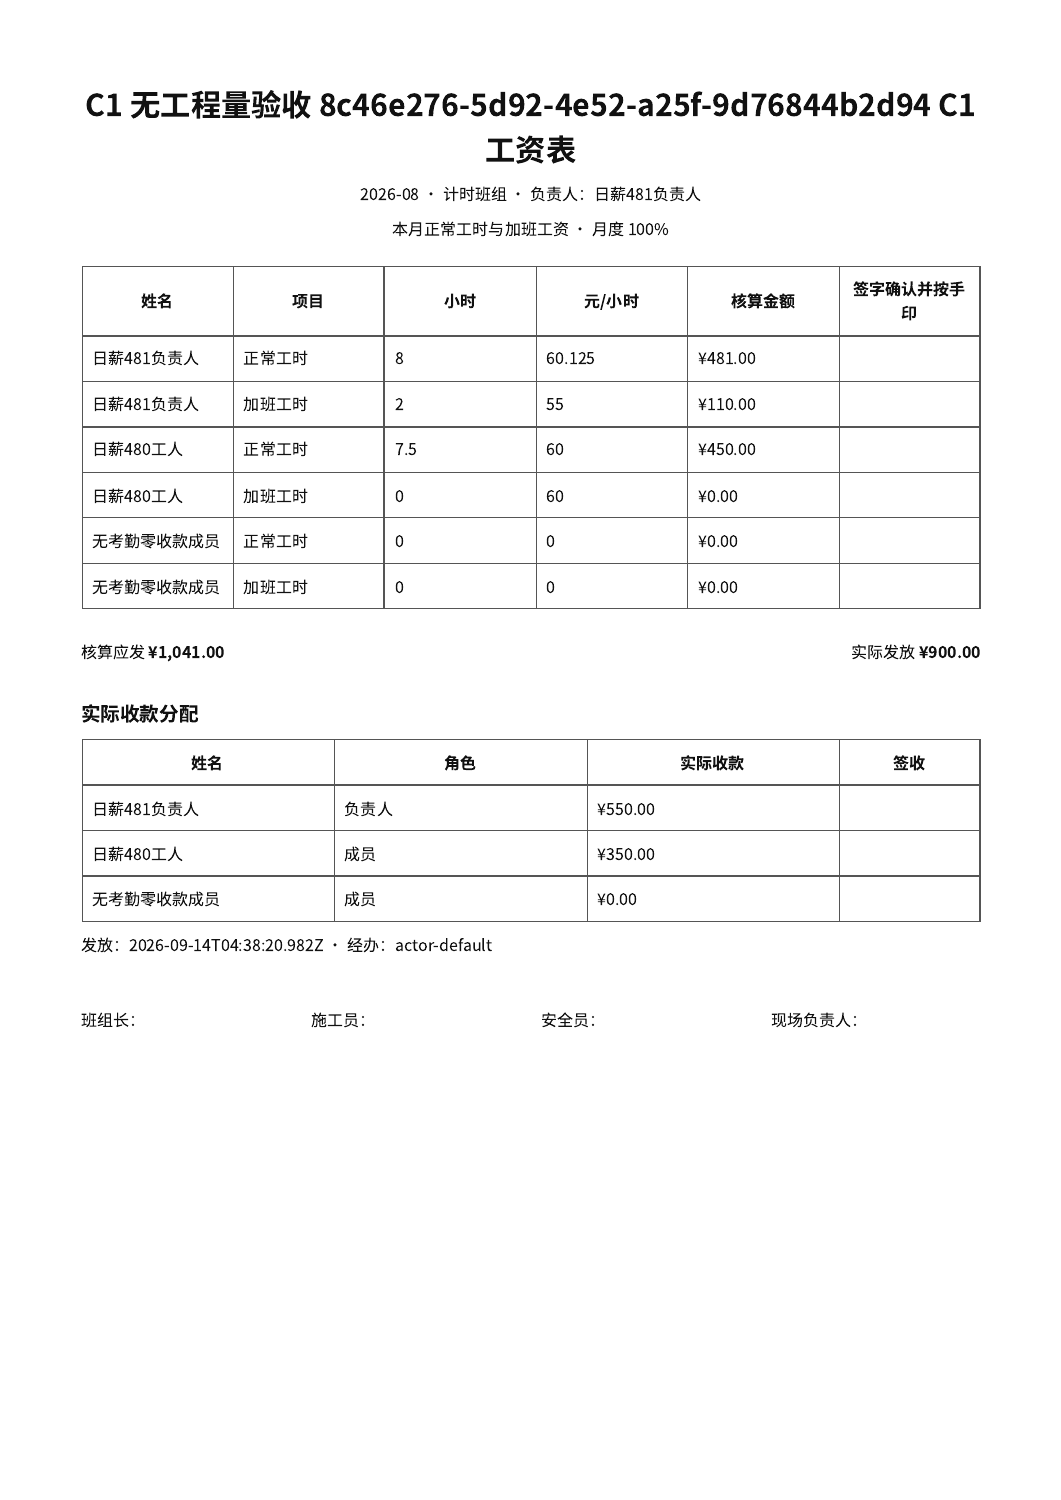 C1 无工程量验收 8c46e276-5d92-4e52-a25f-9d76844b2d94 C1
工资表
2026-08 · 计时班组 · 负责人：日薪481负责人
本月正常工时与加班工资 · 月度 100%
姓名 项目 小时 元/小时 核算金额 签字确认并按手印
日薪481负责人 正常工时 8 60.125 ¥481.00
日薪481负责人 加班工时 2 55 ¥110.00
日薪480工人 正常工时 7.5 60 ¥450.00
日薪480工人 加班工时 0 60 ¥0.00
无考勤零收款成员 正常工时 0 0 ¥0.00
无考勤零收款成员 加班工时 0 0 ¥0.00
核算应发 ¥1,041.00 实际发放 ¥900.00
实际收款分配
姓名 角色 实际收款 签收
日薪481负责人 负责人 ¥550.00
日薪480工人 成员 ¥350.00
无考勤零收款成员 成员 ¥0.00
发放：2026-09-14T04:38:20.982Z · 经办：actor-default
班组长： 施工员： 安全员： 现场负责人：